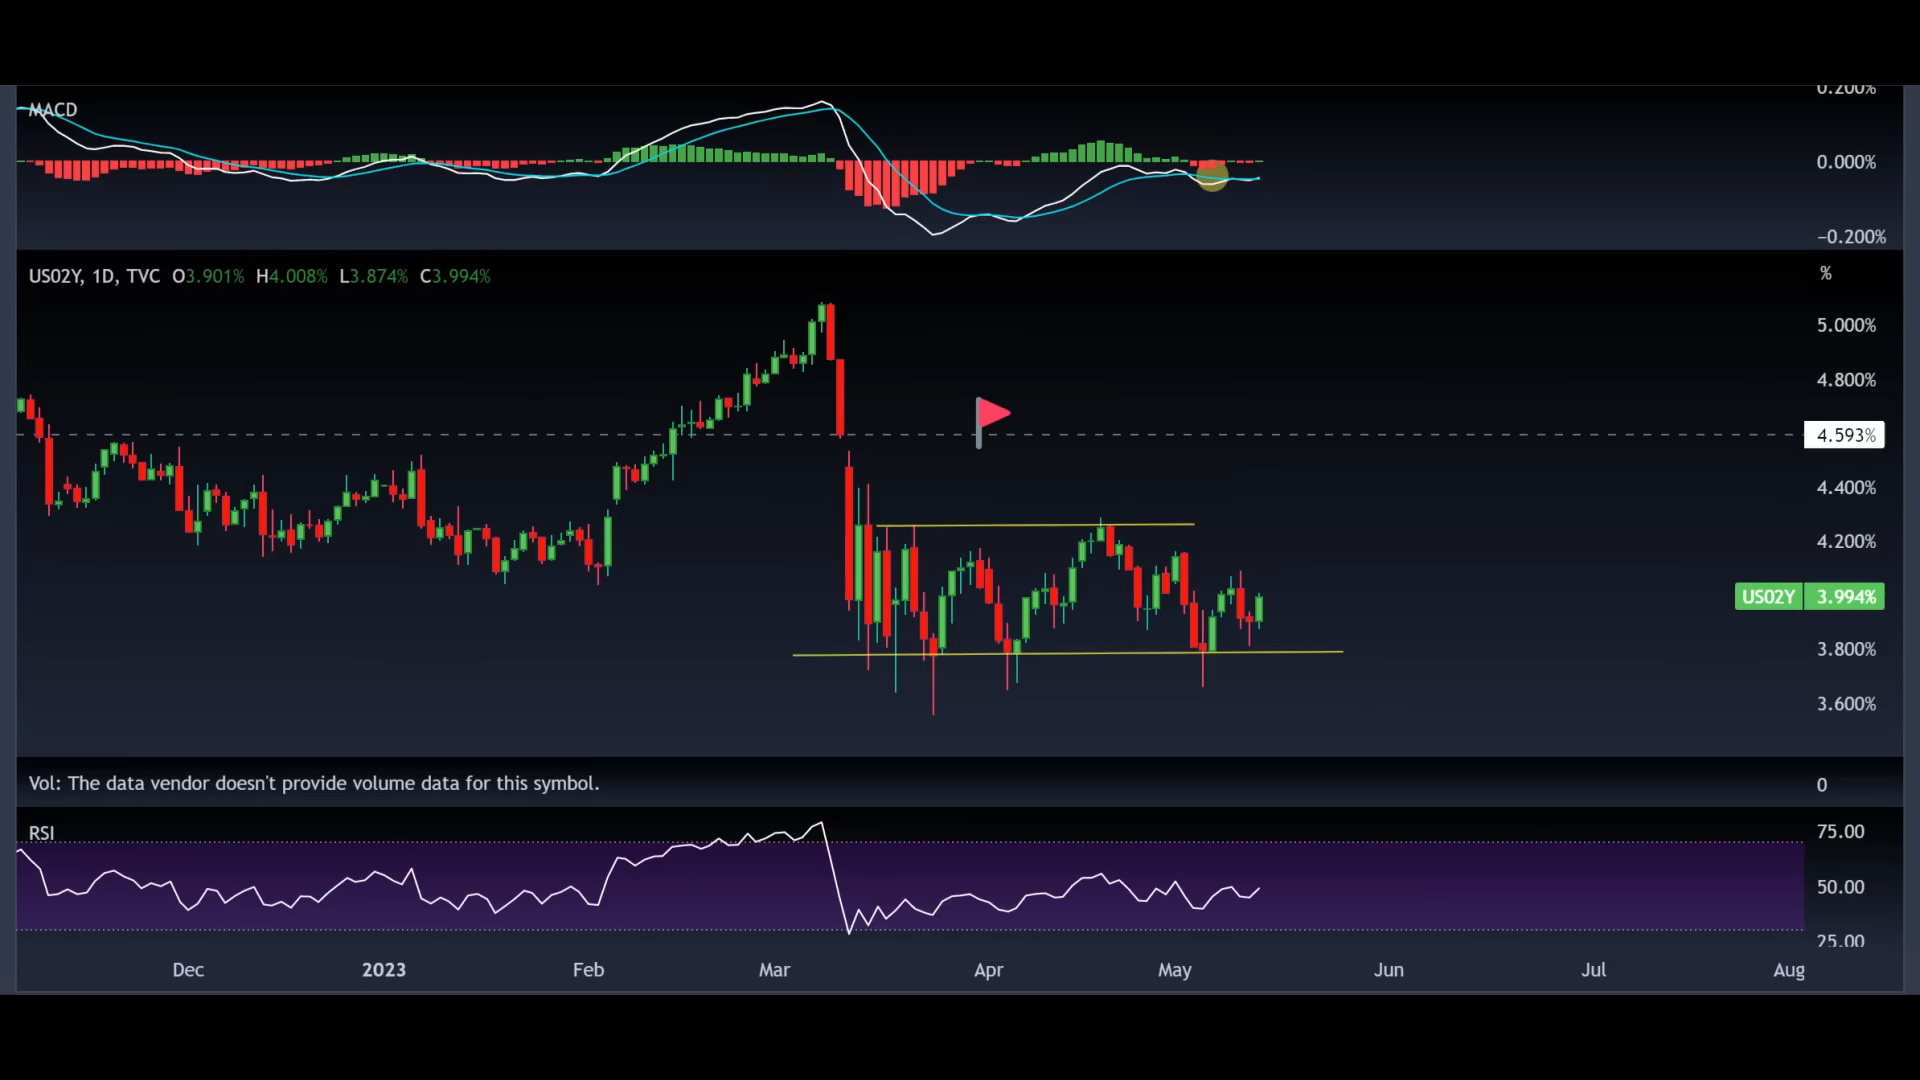 0.200%
MACD
0.000%
−0.200%
US02Y, 1D, TVC O3.901% H4.008% L3.874% C3.994%
%
5.000%
4.800%
4.593%
4.400%
4.200%
US02Y 3.994%
3.800%
3.600%
Vol: The data vendor doesn't provide volume data for this symbol.
0
RSI
75.00
50.00
25.00
Dec 2023 Feb Mar Apr May Jun Jul Aug